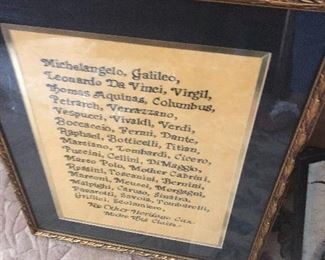 Michelangelo, Galileo,
Leonardo Da Vinci, Virgil,
Thomas Aquinas, Columbus,
Petrarch, Verrazzano,
Vespucci, Vivaldi, Verdi,
Boccaccio, Fermi, Dante,
Raphael, Botticelli, Titian,
Marciano, Lombardi, Cicero,
Puccini, Cellini, DiMaggio,
Marco Polo, Mother Cabrini,
Rossini, Toscanini, Bernini,
Marconi, Meucci, Morgagni,
Malpighi, Caruso, Sinatra,
Pavarotti, Savoia,
No Other Heritage Can
Make This Claim